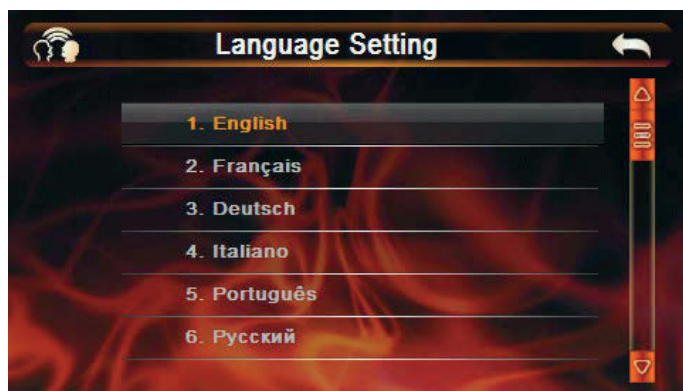 Language Setting
1. English
2. Français
3. Deutsch
4. Italiano
5. Português
6. Русский